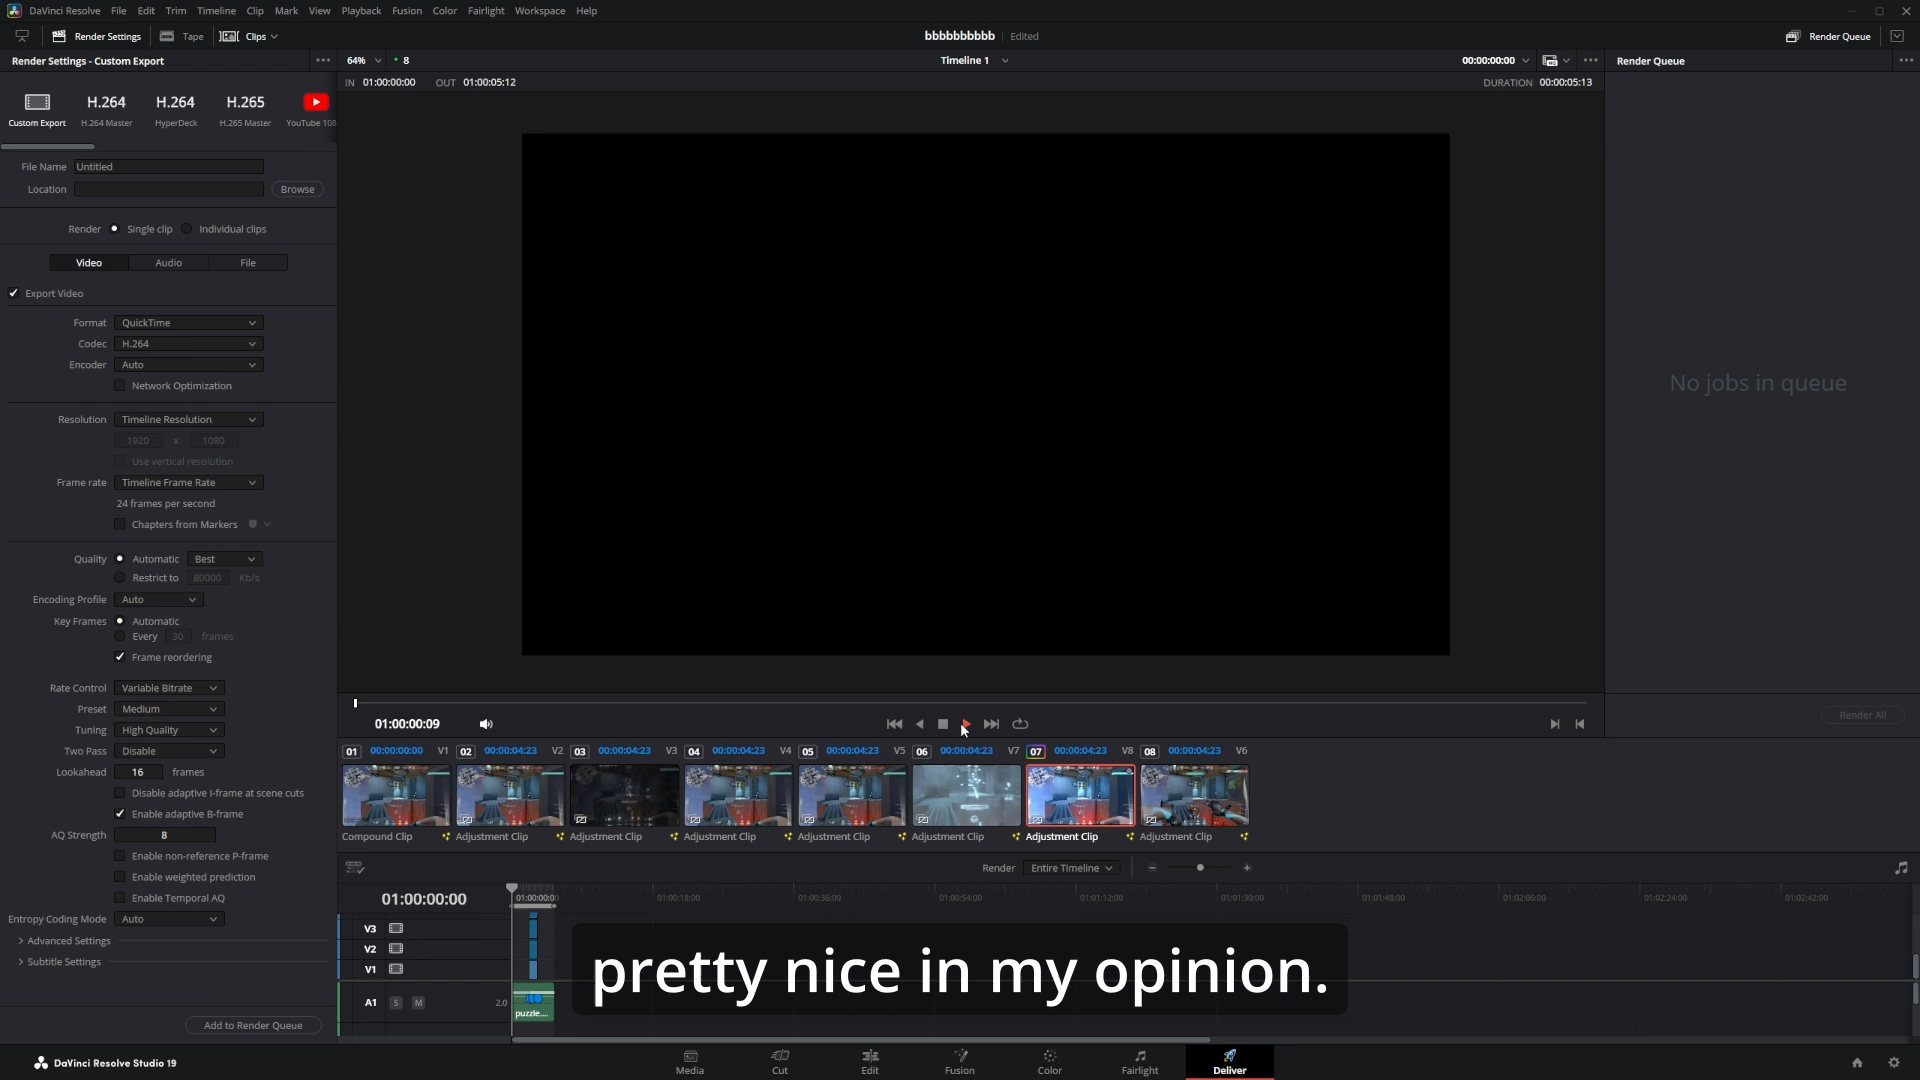 DaVinci Resolve File Edit Trim Timeline Clip Mark View Playback Fusion Color Fairlight Workspace Help
Render Settings Tape Clips bbbbbbbbbb Edited Render Queue
Render Settings - Custom Export 64% 8 Timeline 1 00:00:00:00 Render Queue
IN 01:00:00:00 OUT 01:00:05:12 DURATION 00:00:05:13
H.264 H.264 H.265
Custom Export H.264 Master HyperDeck H.265 Master YouTube 108
File Name Untitled
Location Browse
Render Single clip Individual clips
Video Audio File
Export Video
Format QuickTime
Codec H.264
Encoder Auto
Network Optimization
No jobs in queue
Resolution Timeline Resolution
1920 x 1080
Use vertical resolution
Frame rate Timeline Frame Rate
24 frames per second
Chapters from Markers
Quality Automatic Best
Restrict to 80000 Kb/s
Encoding Profile Auto
Key Frames Automatic
Every 30 frames
Frame reordering
Rate Control Variable Bitrate
Preset Medium
Tuning High Quality
Two Pass Disable
Lookahead 16 frames
Disable adaptive I-frame at scene cuts
Enable adaptive B-frame
AQ Strength 8
Enable non-reference P-frame
Enable weighted prediction
Enable Temporal AQ
Entropy Coding Mode Auto
Advanced Settings
Subtitle Settings
Add to Render Queue
01:00:00:09
Render All
01 00:00:00:00 V1 02 00:00:04:23 V2 03 00:00:04:23 V3 04 00:00:04:23 V4 05 00:00:04:23 V5 06 00:00:04:23 V7 07 00:00:04:23 V8 08 00:00:04:23 V6
Compound Clip Adjustment Clip Adjustment Clip Adjustment Clip Adjustment Clip Adjustment Clip Adjustment Clip Adjustment Clip
Render Entire Timeline
01:00:00:00 01:00:00:0 01:00:18:00 01:00:36:00 01:00:54:00 01:01:12:00 01:01:30:00 01:01:48:00 01:02:06:00 01:02:24:00 01:02:42:00
V3
V2
V1
A1 S M 2.0
puzzle....
pretty nice in my opinion.
DaVinci Resolve Studio 19 Media Cut Edit Fusion Color Fairlight Deliver